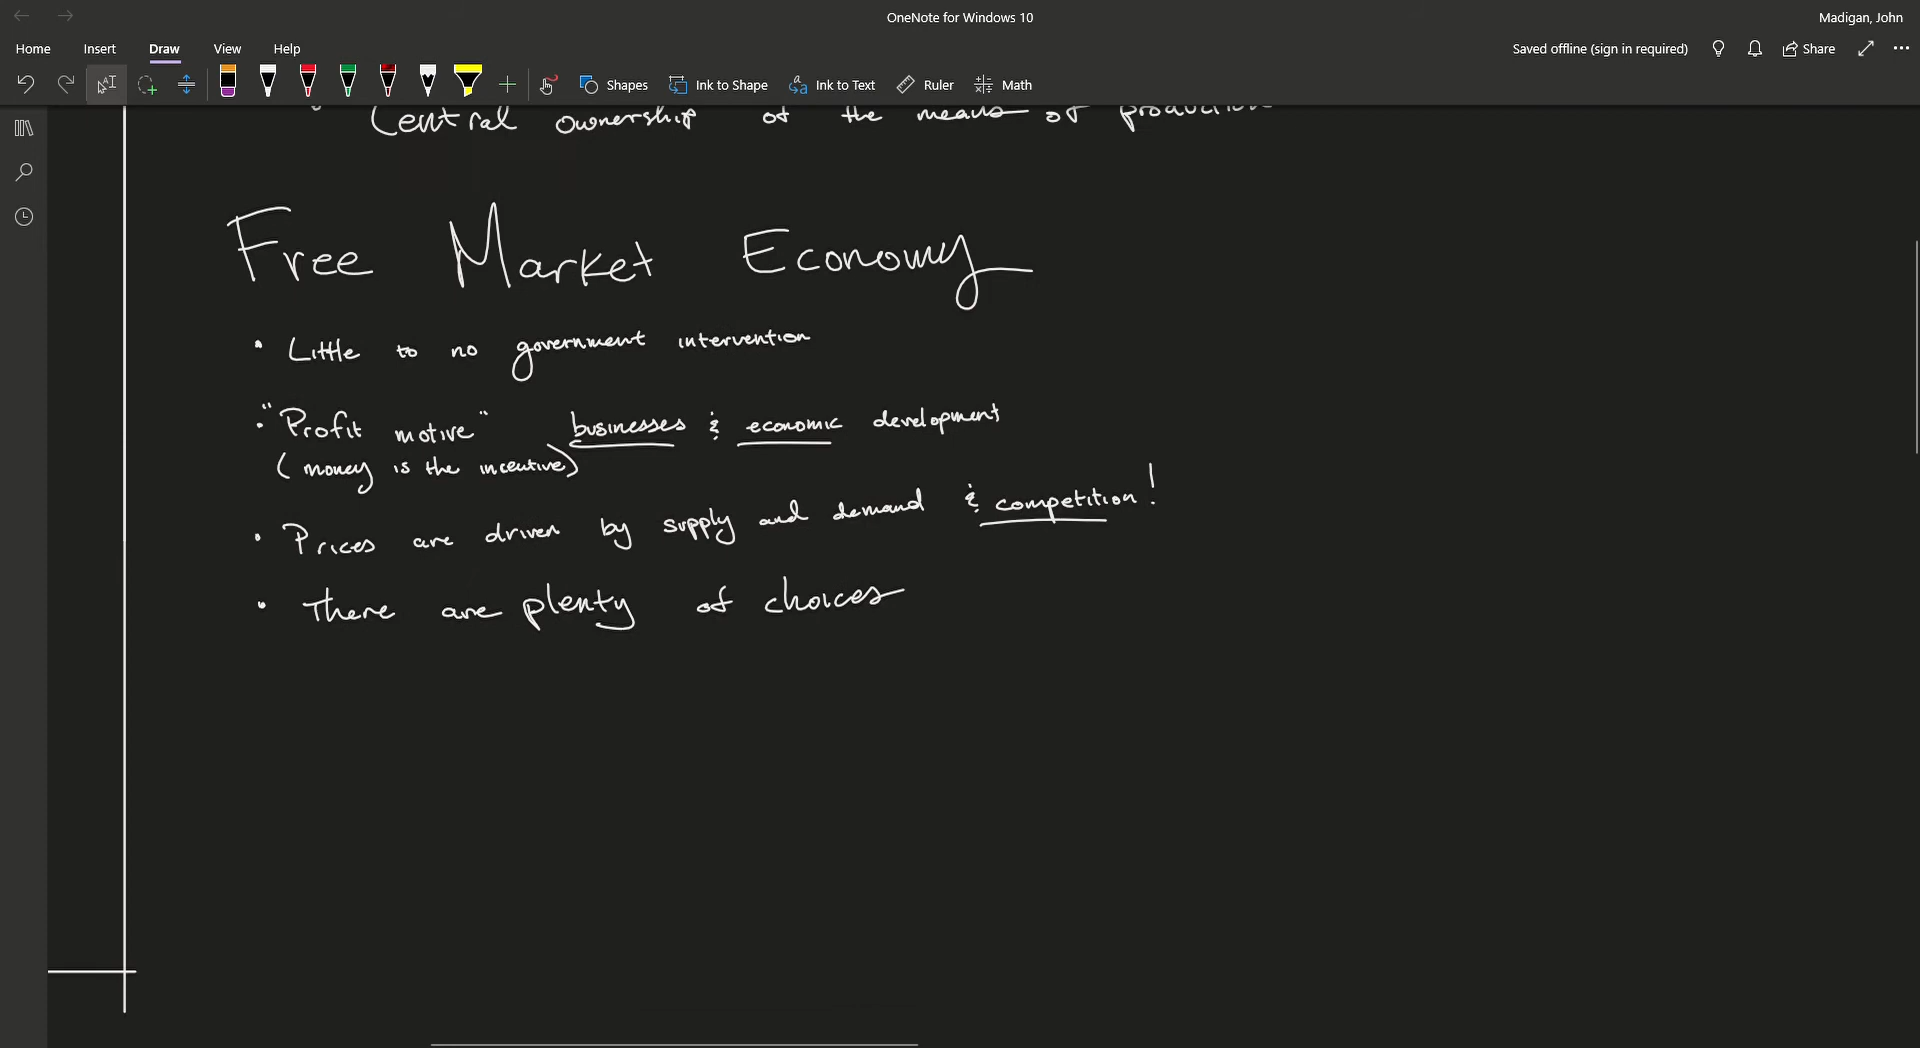 OneNote for Windows 10
Madigan, John
Home Insert Draw View Help
Saved offline (sign in required) Share
Shapes Ink to Shape Ink to Text Ruler Math
• Central ownership of the means of production
Free Market Economy
• Little to no government intervention
• "Profit motive" businesses & economic development
(money is the incentive)
• Prices are driven by supply and demand & competition!
• There are plenty of choices